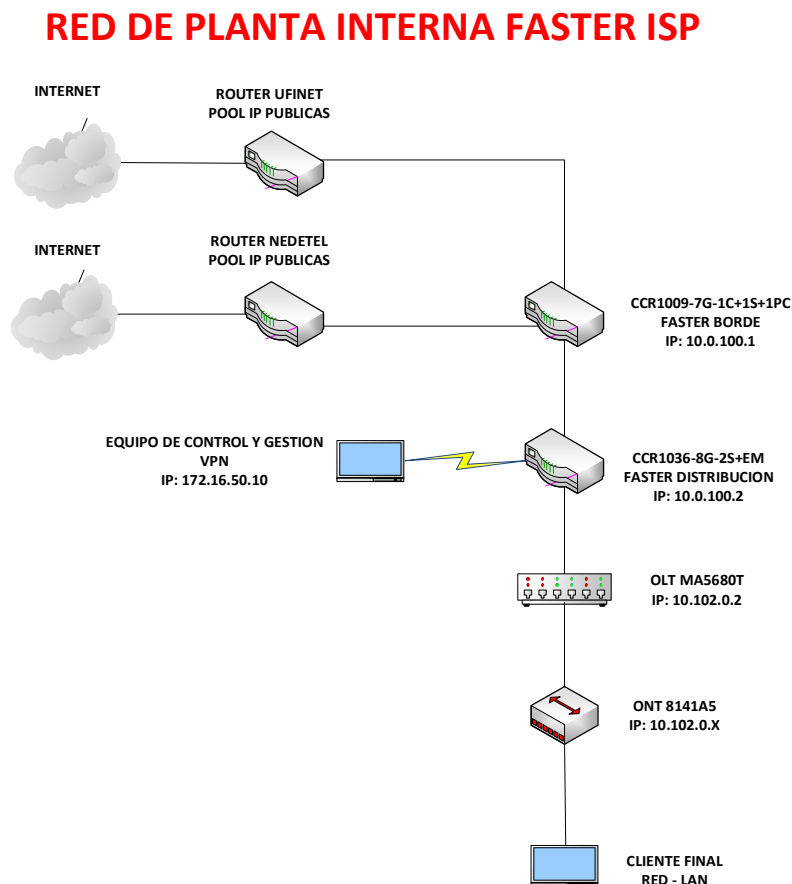 RED DE PLANTA INTERNA FASTER ISP
INTERNET
ROUTER UFINET
POOL IP PUBLICAS
INTERNET
ROUTER NEDETEL
POOL IP PUBLICAS
CCR1009-7G-1C+1S+1PC
FASTER BORDE
IP: 10.0.100.1
EQUIPO DE CONTROL Y GESTION
VPN
IP: 172.16.50.10
CCR1036-8G-2S+EM
FASTER DISTRIBUCION
IP: 10.0.100.2
OLT MA5680T
IP: 10.102.0.2
ONT 8141A5
IP: 10.102.0.X
CLIENTE FINAL
RED - LAN